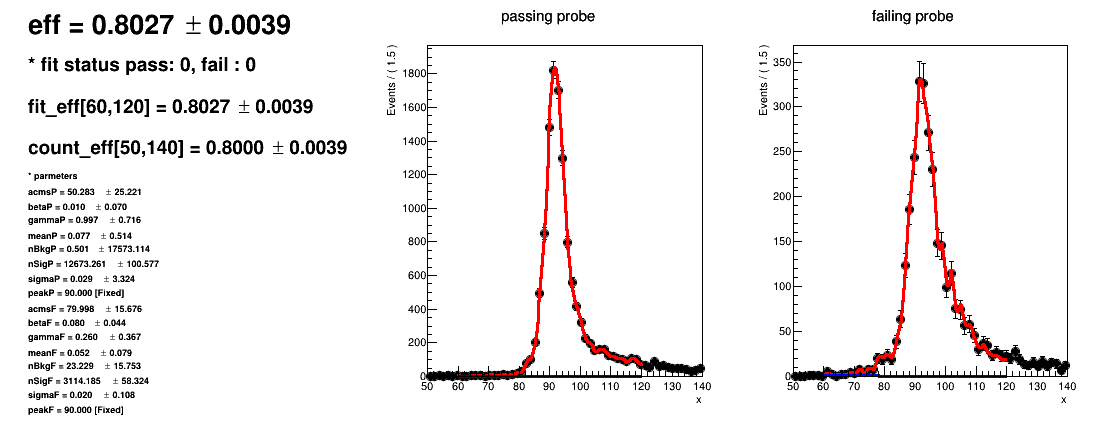 eff = 0.8027 ± 0.0039
* fit status pass: 0, fail : 0
fit_eff[60,120] = 0.8027 ± 0.0039
count_eff[50,140] = 0.8000 ± 0.0039
* parmeters
acmsP = 50.283 ± 25.221
betaP = 0.010 ± 0.070
gammaP = 0.997 ± 0.716
meanP = 0.077 ± 0.514
nBkgP = 0.501 ± 17573.114
nSigP = 12673.261 ± 100.577
sigmaP = 0.029 ± 3.324
peakP = 90.000 [Fixed]
acmsF = 79.998 ± 15.676
betaF = 0.080 ± 0.044
gammaF = 0.260 ± 0.367
meanF = 0.052 ± 0.079
nBkgF = 23.229 ± 15.753
nSigF = 3114.185 ± 58.324
sigmaF = 0.020 ± 0.108
peakF = 90.000 [Fixed]
passing probe
Events / ( 1.5 )
1800
1600
1400
1200
1000
800
600
400
200
0
50 60 70 80 90 100 110 120 130 140
x
failing probe
Events / ( 1.5 )
350
300
250
200
150
100
50
0
50 60 70 80 90 100 110 120 130 140
x